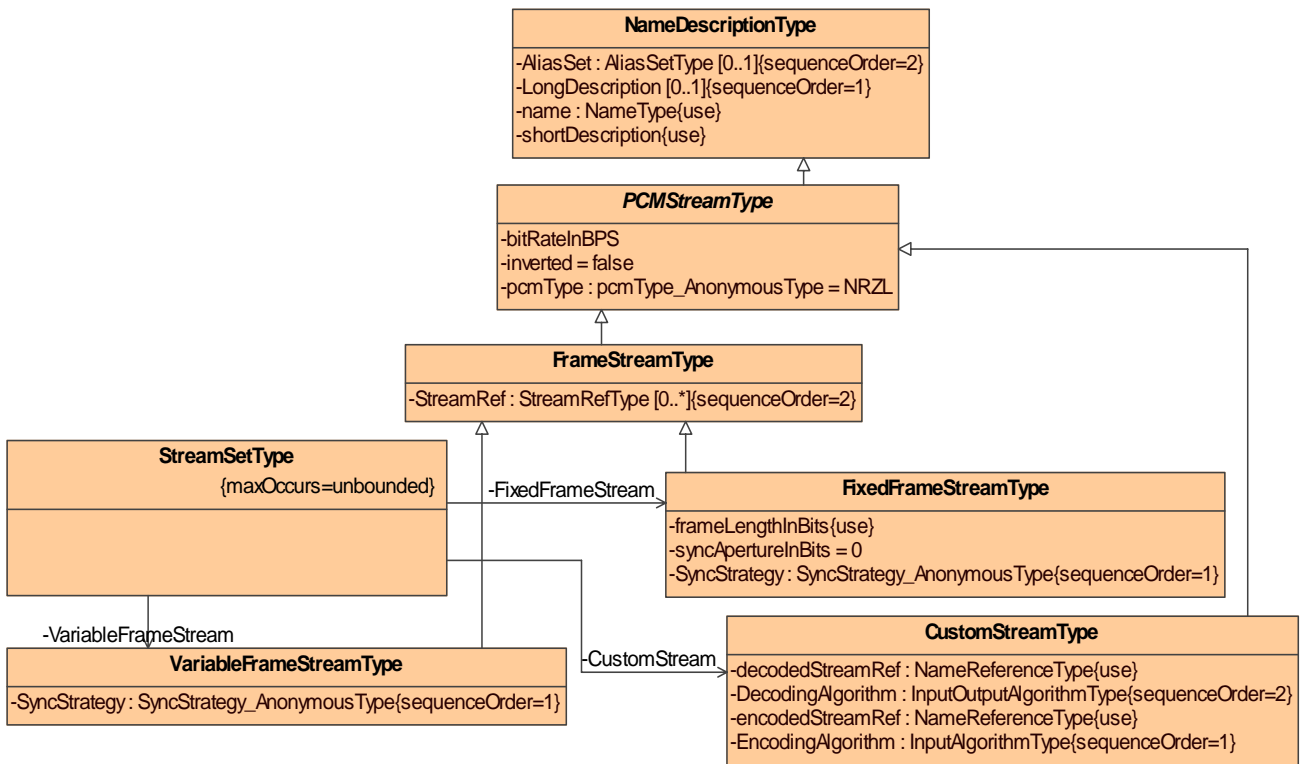 NameDescriptionType
-AliasSet : AliasSetType [0..1]{sequenceOrder=2}
-LongDescription [0..1]{sequenceOrder=1}
-name : NameType{use}
-shortDescription{use}
PCMStreamType
-bitRateInBPS
-inverted = false
-pcmType : pcmType_AnonymousType = NRZL
FrameStreamType
-StreamRef : StreamRefType [0..*]{sequenceOrder=2}
StreamSetType
{maxOccurs=unbounded}
-FixedFrameStream
FixedFrameStreamType
-frameLengthInBits{use}
-syncApertureInBits = 0
-SyncStrategy : SyncStrategy_AnonymousType{sequenceOrder=1}
-VariableFrameStream
VariableFrameStreamType
-SyncStrategy : SyncStrategy_AnonymousType{sequenceOrder=1}
-CustomStream
CustomStreamType
-decodedStreamRef : NameReferenceType{use}
-DecodingAlgorithm : InputOutputAlgorithmType{sequenceOrder=2}
-encodedStreamRef : NameReferenceType{use}
-EncodingAlgorithm : InputAlgorithmType{sequenceOrder=1}